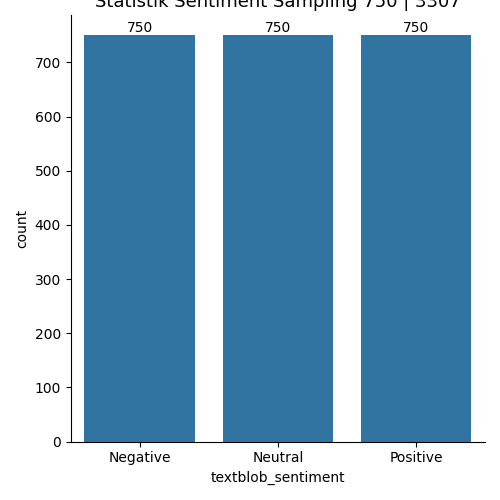 Statistik Sentiment Sampling 750 | 3307
750 750 750
700
600
500
400
300
200
100
0
count
Negative Neutral Positive
textblob_sentiment